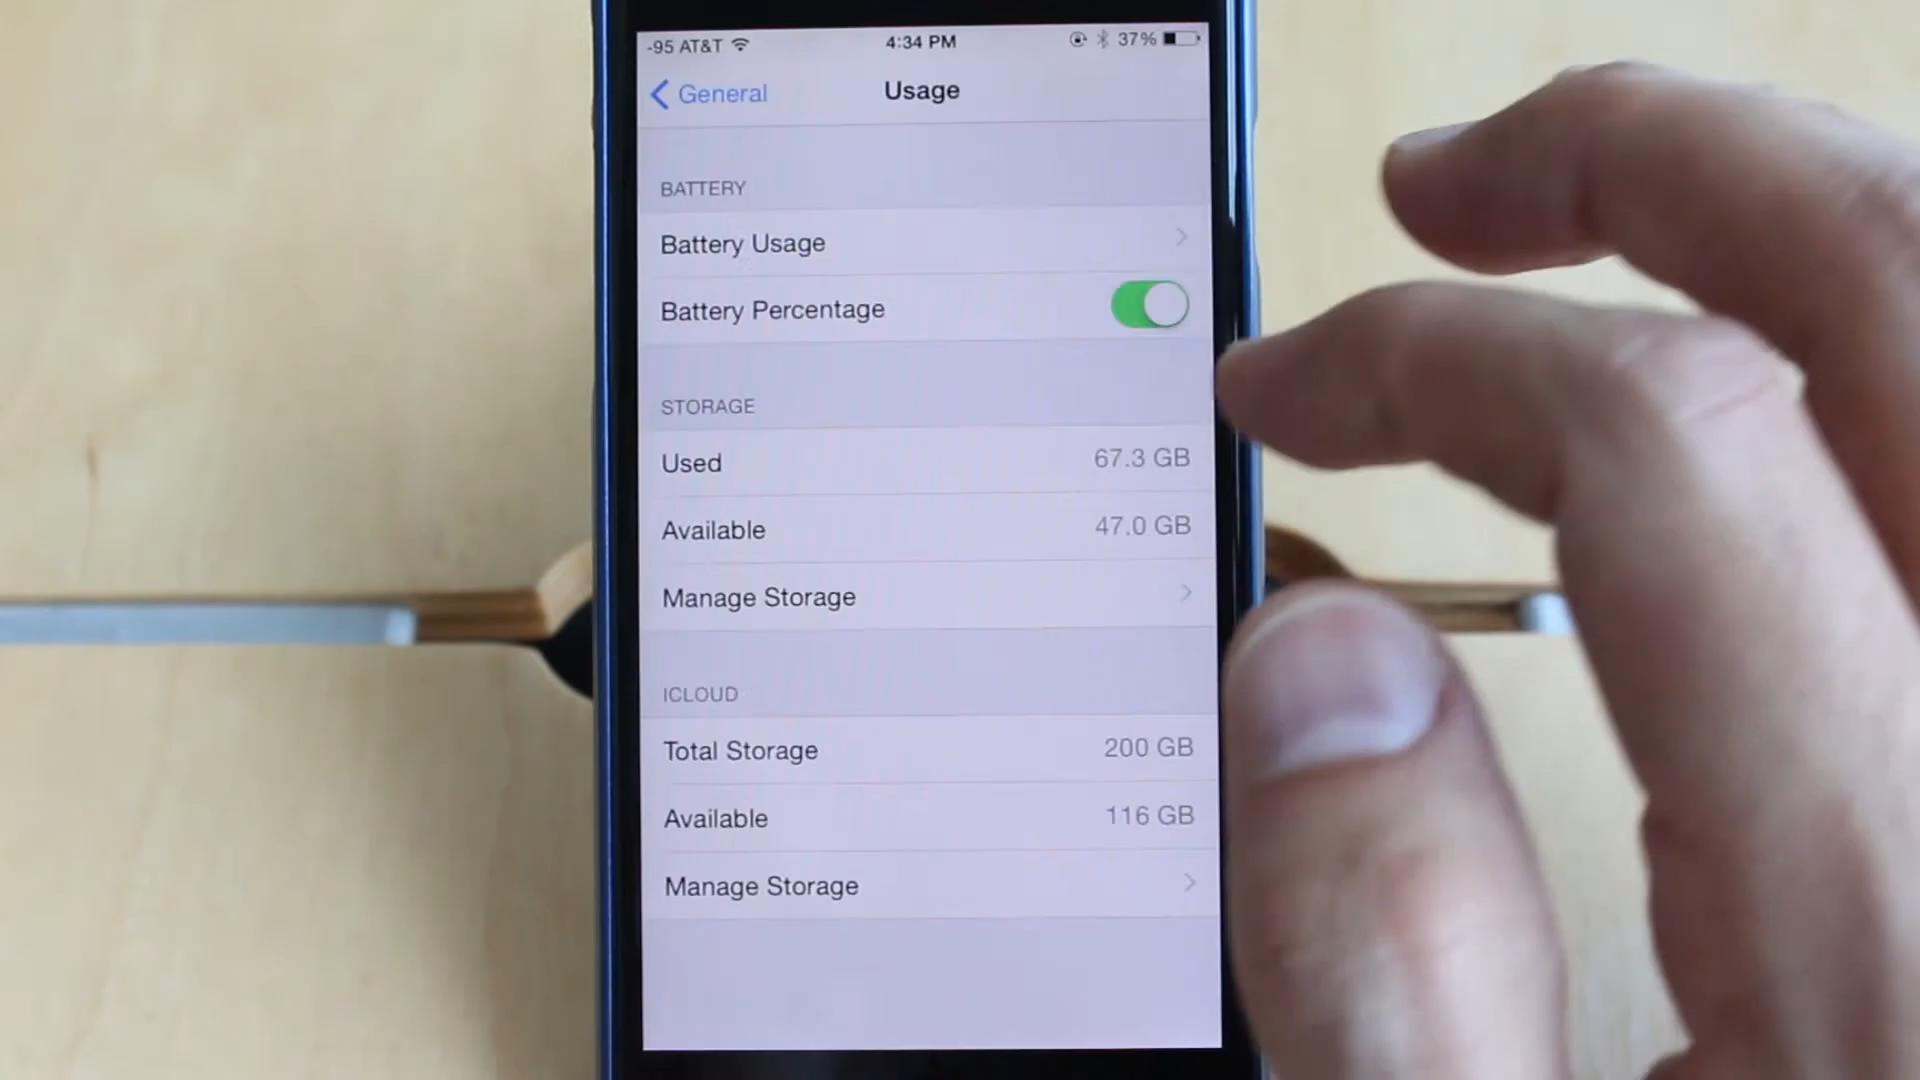 -95 AT&T 4:34 PM 37%
General Usage
BATTERY
Battery Usage
Battery Percentage
STORAGE
Used 67.3 GB
Available 47.0 GB
Manage Storage
ICLOUD
Total Storage 200 GB
Available 116 GB
Manage Storage